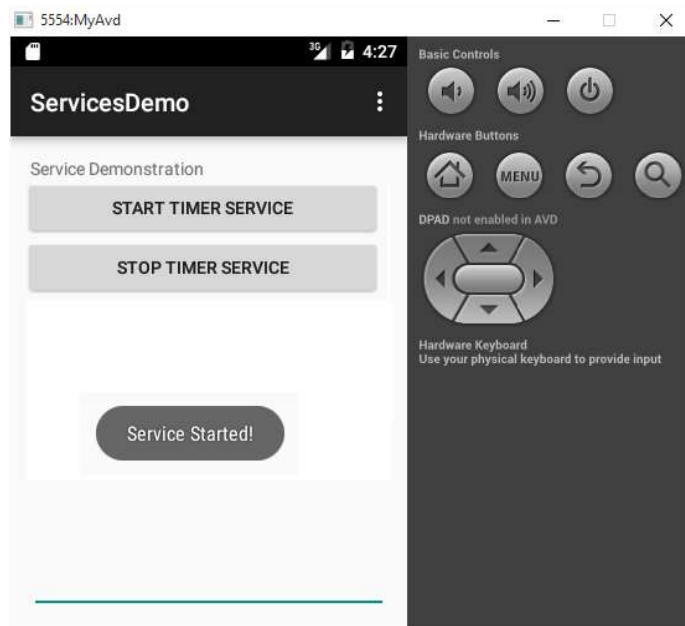 5554:MyAvd
3G 4:27
ServicesDemo
Service Demonstration
START TIMER SERVICE
STOP TIMER SERVICE
Service Started!
Basic Controls
Hardware Buttons
MENU
DPAD not enabled in AVD
Hardware Keyboard
Use your physical keyboard to provide input